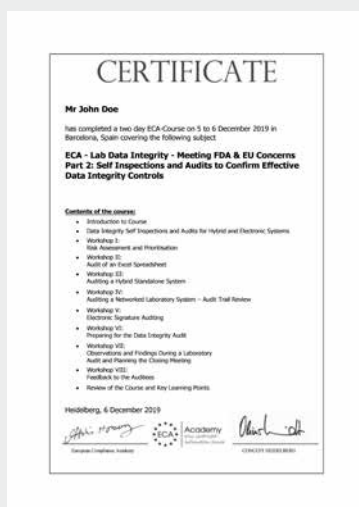 CERTIFICATE
Mr John Doe
has completed a two day ECA-Course on 5 to 6 December 2019 in
Barcelona, Spain covering the following subject
ECA - Lab Data Integrity - Meeting FDA & EU Concerns
Part 2: Self Inspections and Audits to Confirm Effective
Data Integrity Controls
Contents of the course:
• Introduction to Course
• Data Integrity Self Inspections and Audits for Hybrid and Electronic Systems
• Workshop I:
Risk Assessment and Prioritisation
• Workshop II:
Audit of an Excel Spreadsheet
• Workshop III:
Auditing a Hybrid Standalone System
• Workshop IV:
Auditing a Networked Laboratory System – Audit Trail Review
• Workshop V:
Electronic Signature Auditing
• Workshop VI:
Preparing for the Data Integrity Audit
• Workshop VII:
Observations and Findings During a Laboratory
Audit and Planning the Closing Meeting
• Workshop VIII:
Feedback to the Auditees
• Review of the Course and Key Learning Points
Heidelberg, 6 December 2019
ECA Academy
European Compliance Academy
CONCEPT HEIDELBERG